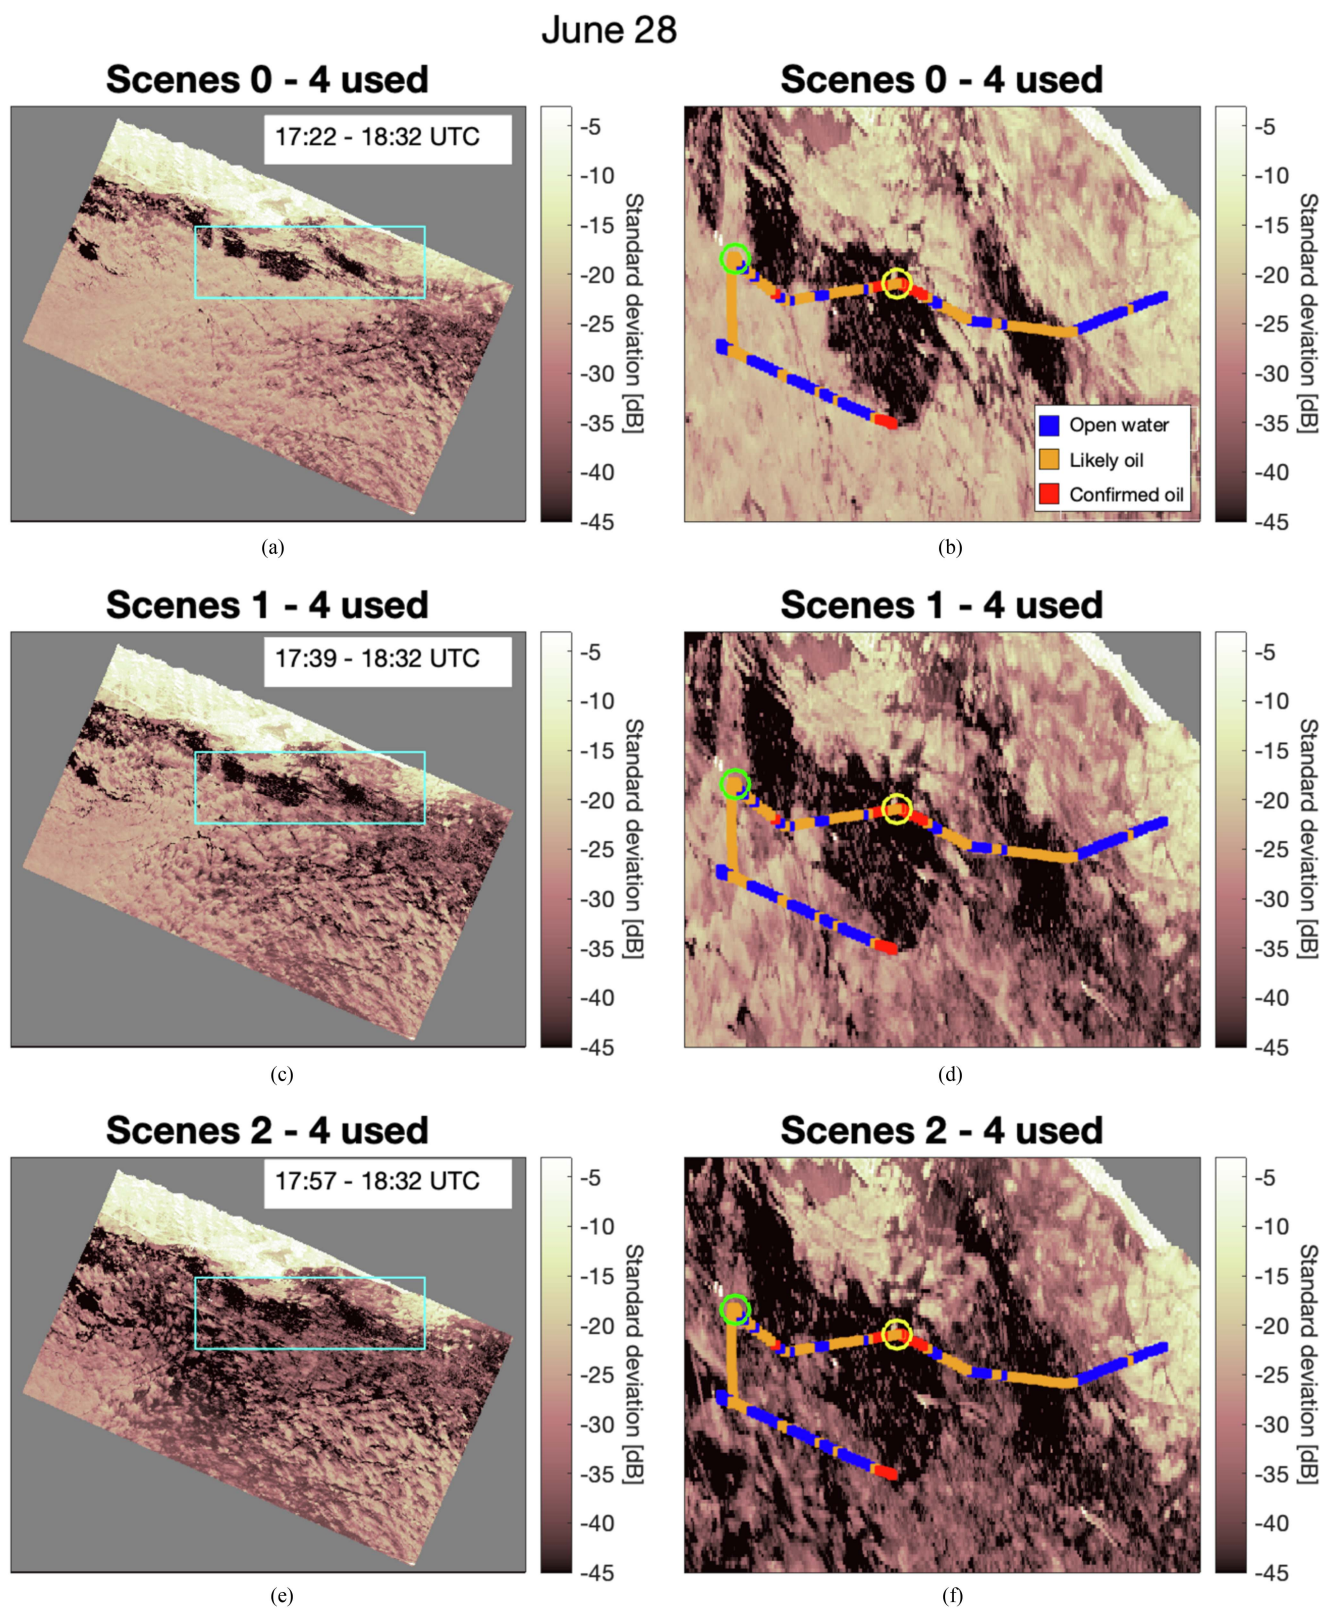 June 28
Scenes 0 - 4 used
17:22 - 18:32 UTC
-5
-10
-15
-20
-25
-30
-35
-40
-45
Standard deviation [dB]
(a)
Scenes 0 - 4 used
Open water
Likely oil
Confirmed oil
-5
-10
-15
-20
-25
-30
-35
-40
-45
Standard deviation [dB]
(b)
Scenes 1 - 4 used
17:39 - 18:32 UTC
-5
-10
-15
-20
-25
-30
-35
-40
-45
Standard deviation [dB]
(c)
Scenes 1 - 4 used
-5
-10
-15
-20
-25
-30
-35
-40
-45
Standard deviation [dB]
(d)
Scenes 2 - 4 used
17:57 - 18:32 UTC
-5
-10
-15
-20
-25
-30
-35
-40
-45
Standard deviation [dB]
(e)
Scenes 2 - 4 used
-5
-10
-15
-20
-25
-30
-35
-40
-45
Standard deviation [dB]
(f)